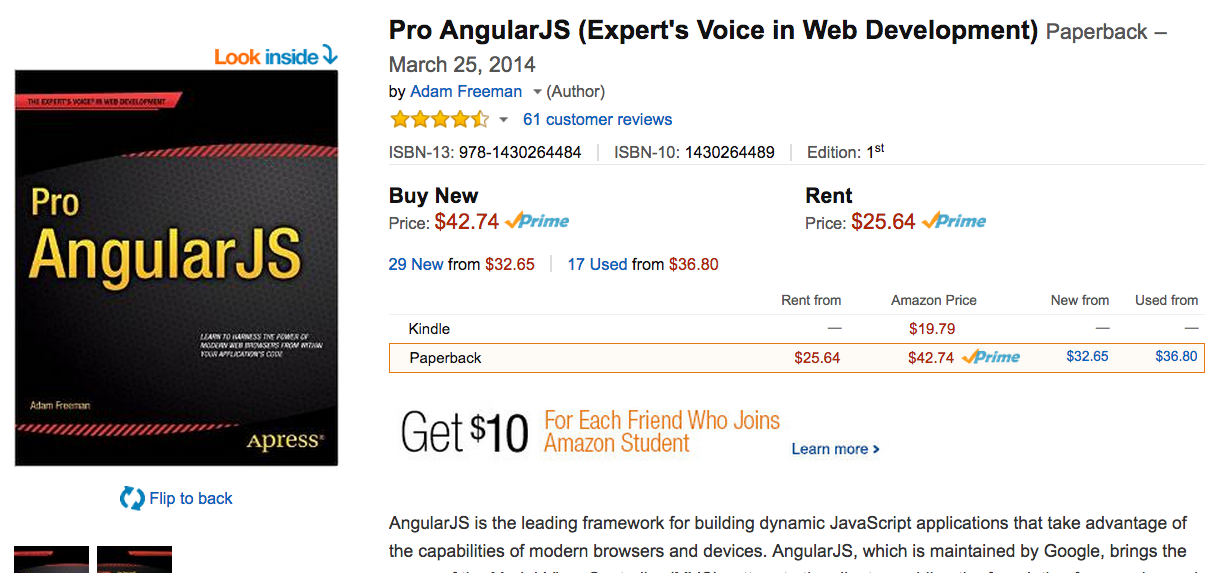 Look inside
THE EXPERT'S VOICE® IN WEB DEVELOPMENT
Pro
AngularJS
LEARN TO HARNESS THE POWER OF
MODERN WEB BROWSERS FROM WITHIN
YOUR APPLICATION'S CODE
Adam Freeman
Apress®
Flip to back
Pro AngularJS (Expert's Voice in Web Development) Paperback –
March 25, 2014
by Adam Freeman (Author)
61 customer reviews
ISBN-13: 978-1430264484 ISBN-10: 1430264489 Edition: 1st
Buy New Rent
Price: $42.74 Prime Price: $25.64 Prime
29 New from $32.65 17 Used from $36.80
Rent from Amazon Price New from Used from
Kindle — $19.79 — —
Paperback $25.64 $42.74 Prime $32.65 $36.80
Get $10 For Each Friend Who Joins
Amazon Student
Learn more
AngularJS is the leading framework for building dynamic JavaScript applications that take advantage of
the capabilities of modern browsers and devices. AngularJS, which is maintained by Google, brings the